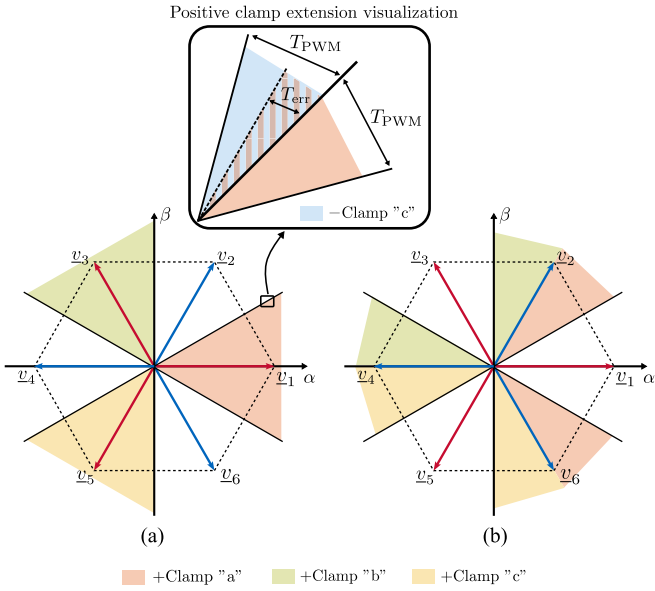 Positive clamp extension visualization
T_PWM
T_err
T_PWM
−Clamp "c"
β
v_3
v_2
v_4
v_1 α
v_5
v_6
(a)
β
v_3
v_2
v_4
v_1 α
v_5
v_6
(b)
+Clamp "a" +Clamp "b" +Clamp "c"